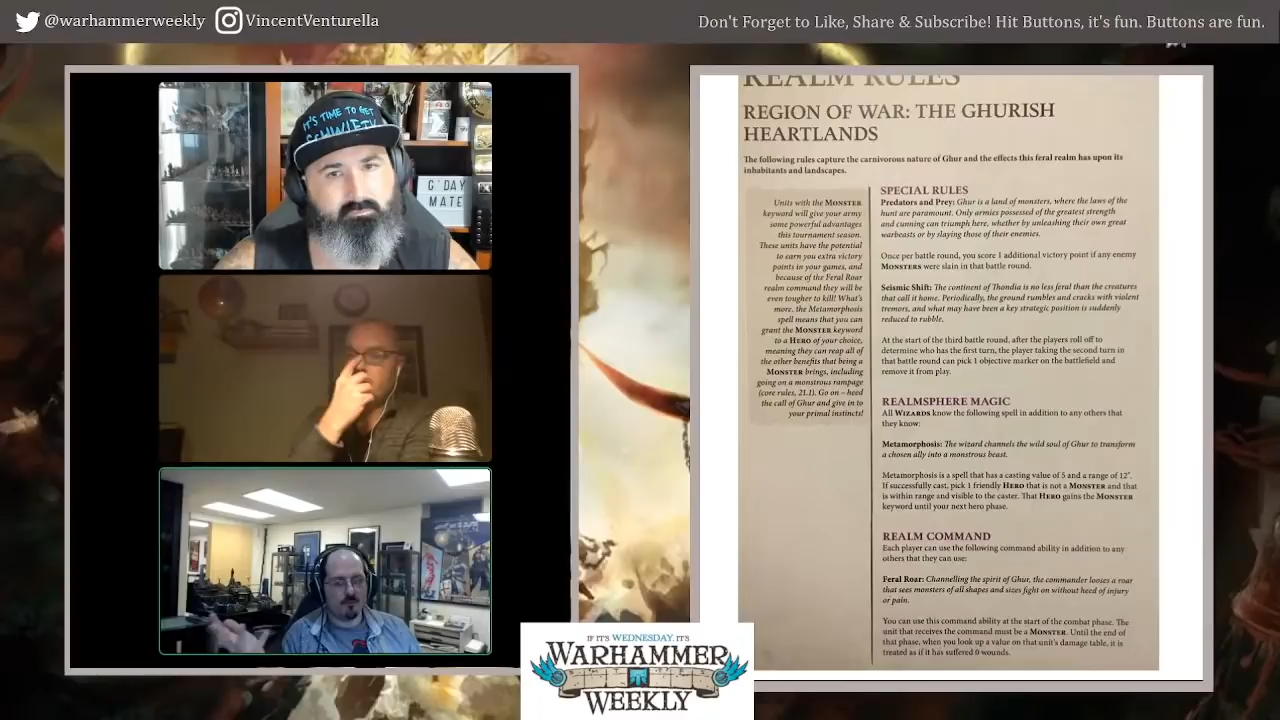 @warhammerweekly
VincentVenturella
Don't Forget to Like, Share & Subscribe! Hit Buttons, it's fun. Buttons are fun.
IT'S TIME TO GET
SCHWIFTY
G'DAY
MATE
REALM RULES
REGION OF WAR: THE GHURISH
HEARTLANDS
The following rules capture the carnivorous nature of Ghur and the effects this feral realm has upon its
inhabitants and landscapes.
Units with the MONSTER
keyword will give your army
some powerful advantages
this tournament season.
These units have the potential
to earn you extra victory
points in your games, and
because of the Feral Roar
realm command they will be
even tougher to kill! What's
more, the Metamorphosis
spell means that you can
grant the MONSTER keyword
to a HERO of your choice,
meaning they can reap all of
the other benefits that being a
MONSTER brings, including
going on a monstrous rampage
(core rules, 21.1). Go on – heed
the call of Ghur and give in to
your primal instincts!
SPECIAL RULES
Predators and Prey: Ghur is a land of monsters, where the laws of the
hunt are paramount. Only armies possessed of the greatest strength
and cunning can triumph here, whether by unleashing their own great
warbeasts or by slaying those of their enemies.
Once per battle round, you score 1 additional victory point if any enemy
MONSTERS were slain in that battle round.
Seismic Shift: The continent of Thondia is no less feral than the creatures
that call it home. Periodically, the ground rumbles and cracks with violent
tremors, and what may have been a key strategic position is suddenly
reduced to rubble.
At the start of the third battle round, after the players roll off to
determine who has the first turn, the player taking the second turn in
that battle round can pick 1 objective marker on the battlefield and
remove it from play.
REALMSPHERE MAGIC
All WIZARDS know the following spell in addition to any others that
they know:
Metamorphosis: The wizard channels the wild soul of Ghur to transform
a chosen ally into a monstrous beast.
Metamorphosis is a spell that has a casting value of 5 and a range of 12".
If successfully cast, pick 1 friendly HERO that is not a MONSTER and that
is within range and visible to the caster. That HERO gains the MONSTER
keyword until your next hero phase.
REALM COMMAND
Each player can use the following command ability in addition to any
others that they can use:
Feral Roar: Channelling the spirit of Ghur, the commander looses a roar
that sees monsters of all shapes and sizes fight on without heed of injury
or pain.
You can use this command ability at the start of the combat phase. The
unit that receives the command must be a MONSTER. Until the end of
that phase, when you look up a value on that unit's damage table, it is
treated as if it has suffered 0 wounds.
IF IT'S WEDNESDAY, IT'S
WARHAMMER
WEEKLY